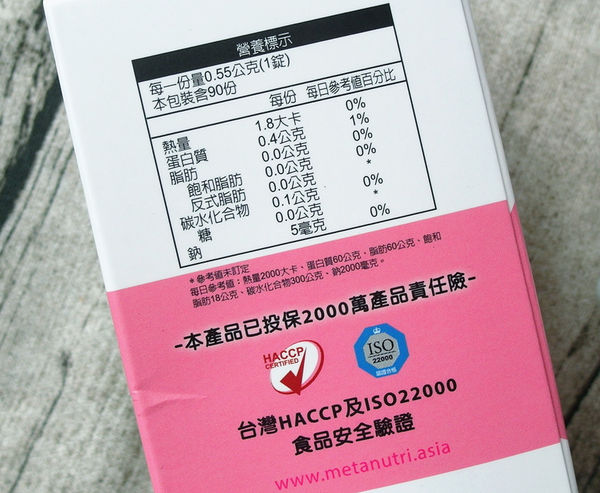 營養標示
每一份量0.55公克(1錠)
本包裝含90份
每份 每日參考值百分比
熱量 1.8大卡 0%
蛋白質 0.4公克 1%
脂肪 0.0公克 0%
飽和脂肪 0.0公克 0%
反式脂肪 0.0公克 *
碳水化合物 0.1公克 0%
糖 0.0公克 *
鈉 5毫克 0%
*參考值未訂定
每日參考值：熱量2000大卡、蛋白質60公克、脂肪60公克、飽和
脂肪18公克、碳水化合物300公克、鈉2000毫克。
-本產品已投保2000萬產品責任險-
HACCP
CERTIFIED
ISO
22000
認證合格
台灣HACCP及ISO22000
食品安全驗證
www.metanutri.asia